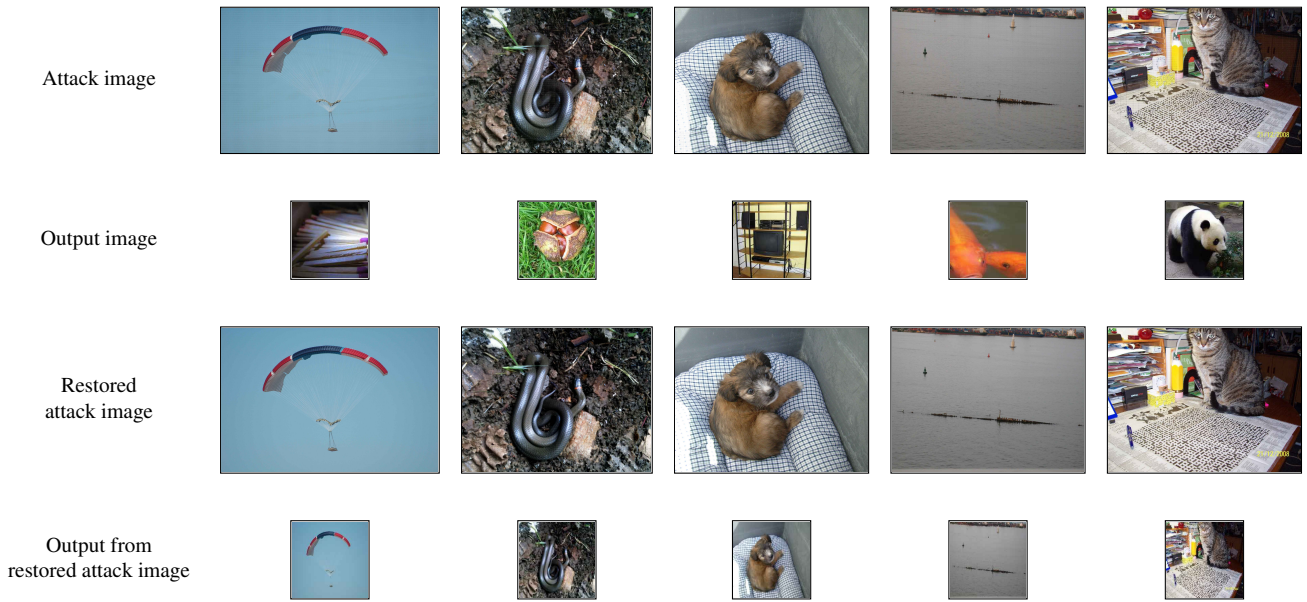 Attack image
Output image
Restored
attack image
Output from
restored attack image